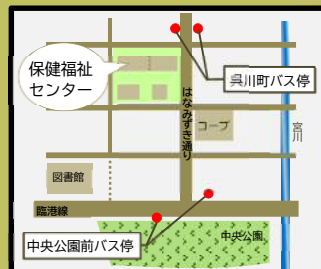 保健福祉
センター
呉川町バス停
はなみずき通り
コープ
宮川
図書館
臨港線
中央公園
中央公園前バス停